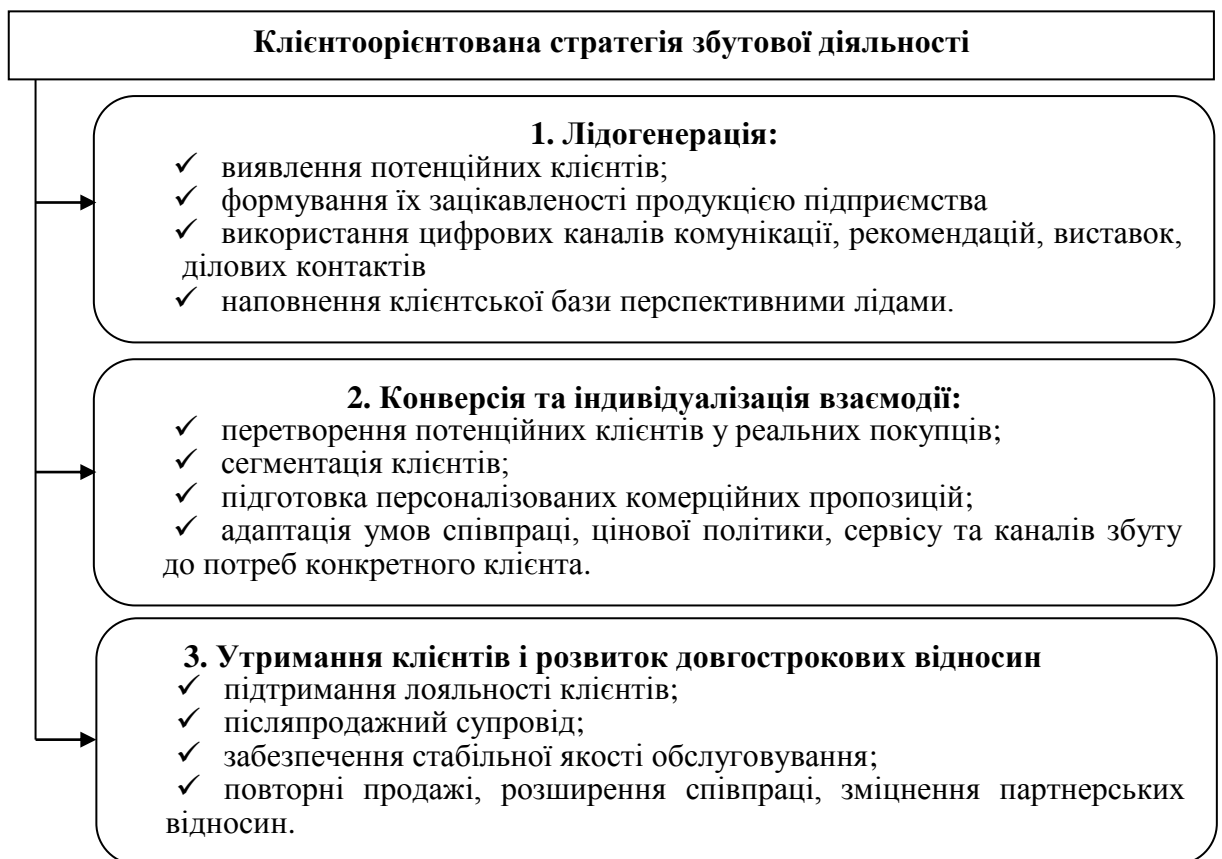 Клієнтоорієнтована стратегія збутової діяльності
1. Лідогенерація:
✓ виявлення потенційних клієнтів;
✓ формування їх зацікавленості продукцією підприємства
✓ використання цифрових каналів комунікації, рекомендацій, виставок,
ділових контактів
✓ наповнення клієнтської бази перспективними лідами.
2. Конверсія та індивідуалізація взаємодії:
✓ перетворення потенційних клієнтів у реальних покупців;
✓ сегментація клієнтів;
✓ підготовка персоналізованих комерційних пропозицій;
✓ адаптація умов співпраці, цінової політики, сервісу та каналів збуту
до потреб конкретного клієнта.
3. Утримання клієнтів і розвиток довгострокових відносин
✓ підтримання лояльності клієнтів;
✓ післяпродажний супровід;
✓ забезпечення стабільної якості обслуговування;
✓ повторні продажі, розширення співпраці, зміцнення партнерських
відносин.